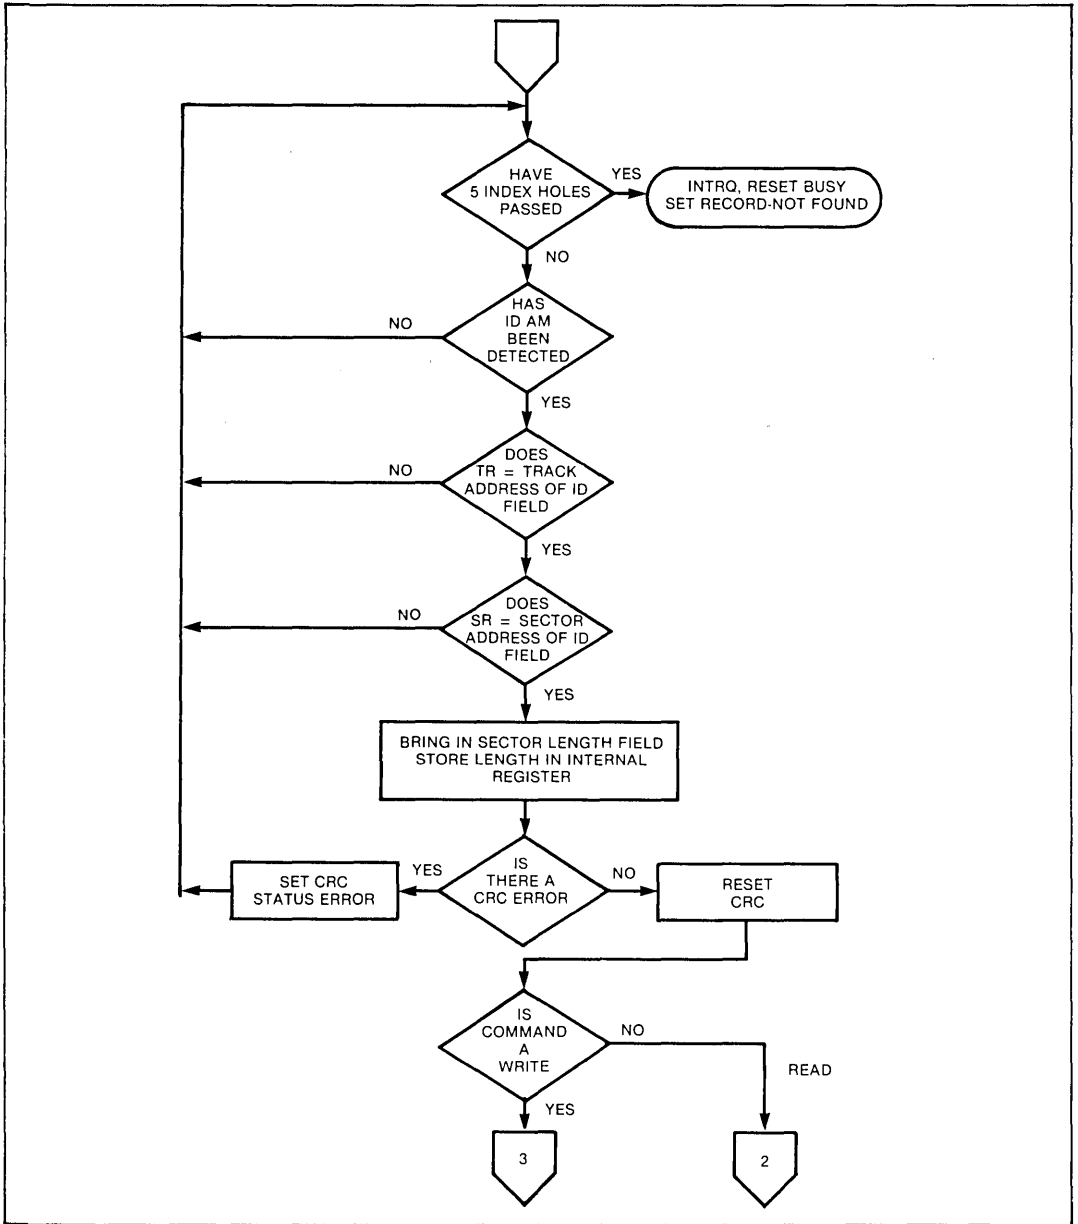 HAVE
5 INDEX HOLES
PASSED
YES
INTRQ, RESET BUSY
SET RECORD-NOT FOUND
NO
HAS
ID AM
BEEN
DETECTED
NO
YES
DOES
TR = TRACK
ADDRESS OF ID
FIELD
NO
YES
DOES
SR = SECTOR
ADDRESS OF ID
FIELD
NO
YES
BRING IN SECTOR LENGTH FIELD
STORE LENGTH IN INTERNAL
REGISTER
SET CRC
STATUS ERROR
YES
IS
THERE A
CRC ERROR
NO
RESET
CRC
IS
COMMAND
A
WRITE
NO
READ
YES
3
2